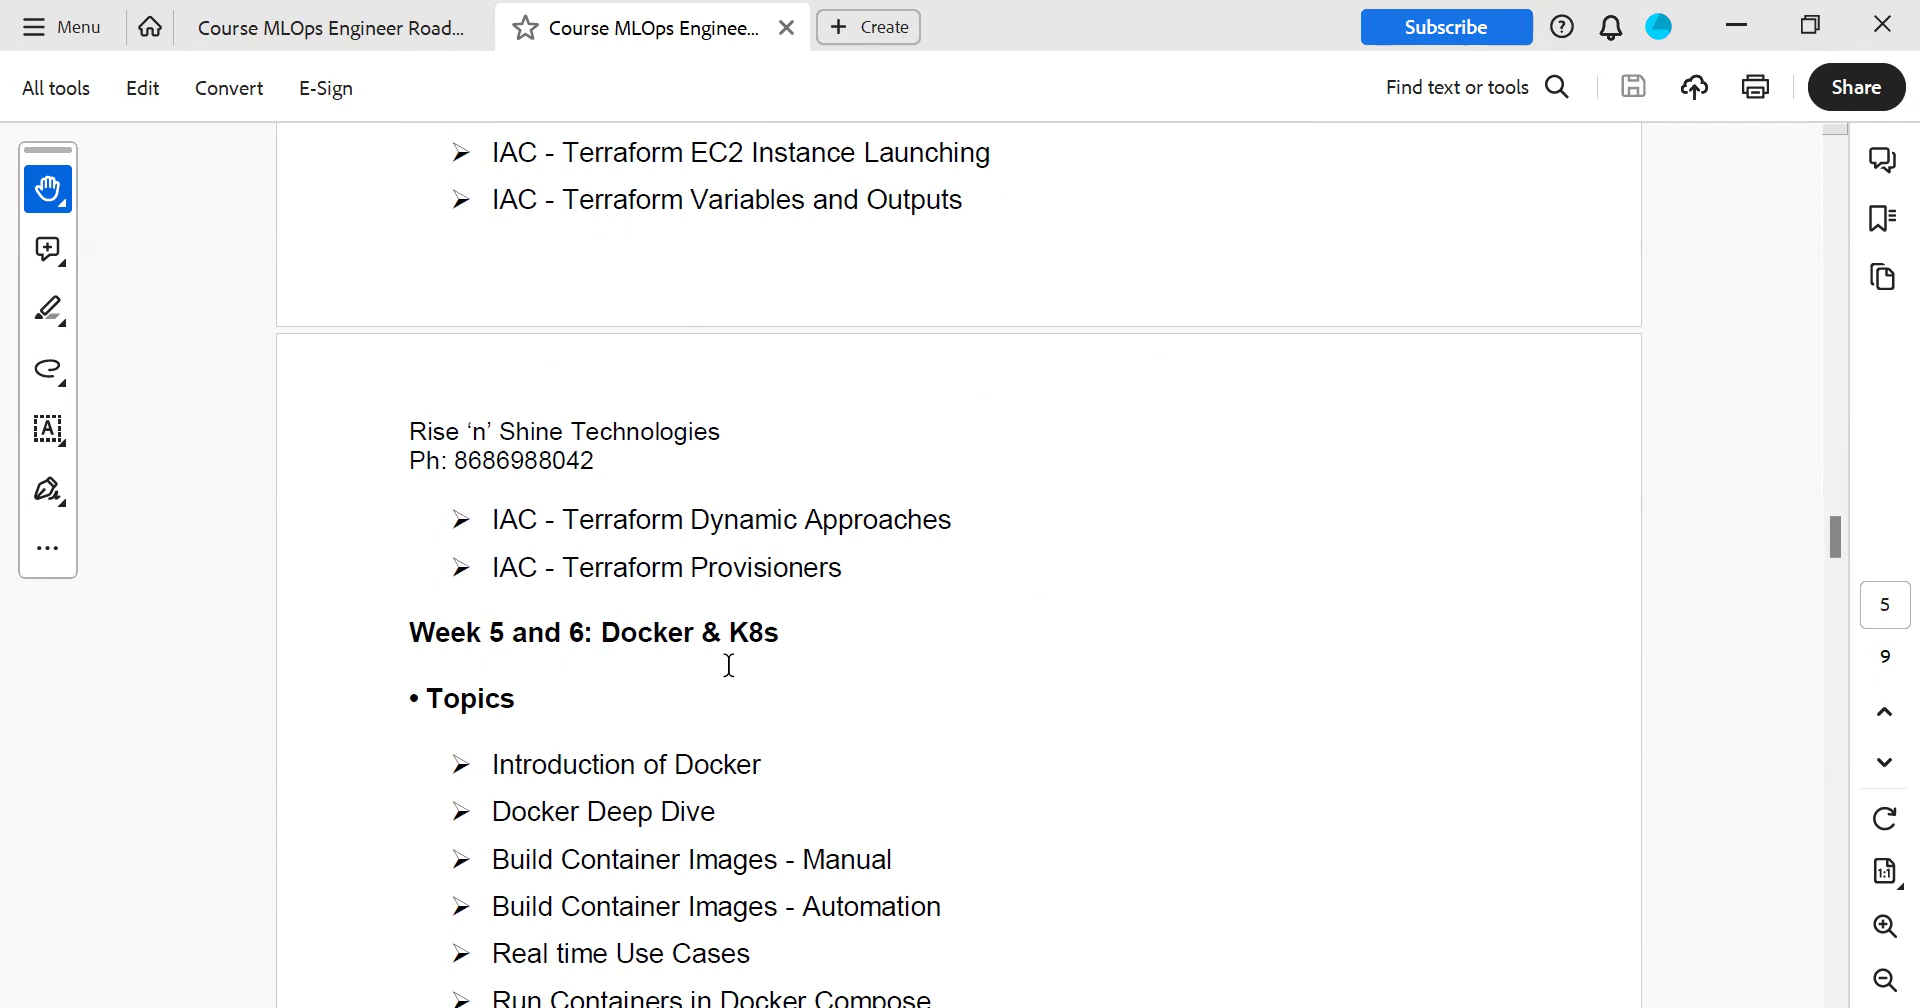 Menu
Course MLOps Engineer Road...
Course MLOps Enginee...
Create
Subscribe
All tools
Edit
Convert
E-Sign
Find text or tools
Share
➢ IAC - Terraform EC2 Instance Launching
➢ IAC - Terraform Variables and Outputs
Rise ‘n’ Shine Technologies
Ph: 8686988042
➢ IAC - Terraform Dynamic Approaches
➢ IAC - Terraform Provisioners
Week 5 and 6: Docker & K8s
• Topics
➢ Introduction of Docker
➢ Docker Deep Dive
➢ Build Container Images - Manual
➢ Build Container Images - Automation
➢ Real time Use Cases
➢ Run Containers in Docker Compose
5
9
1:1